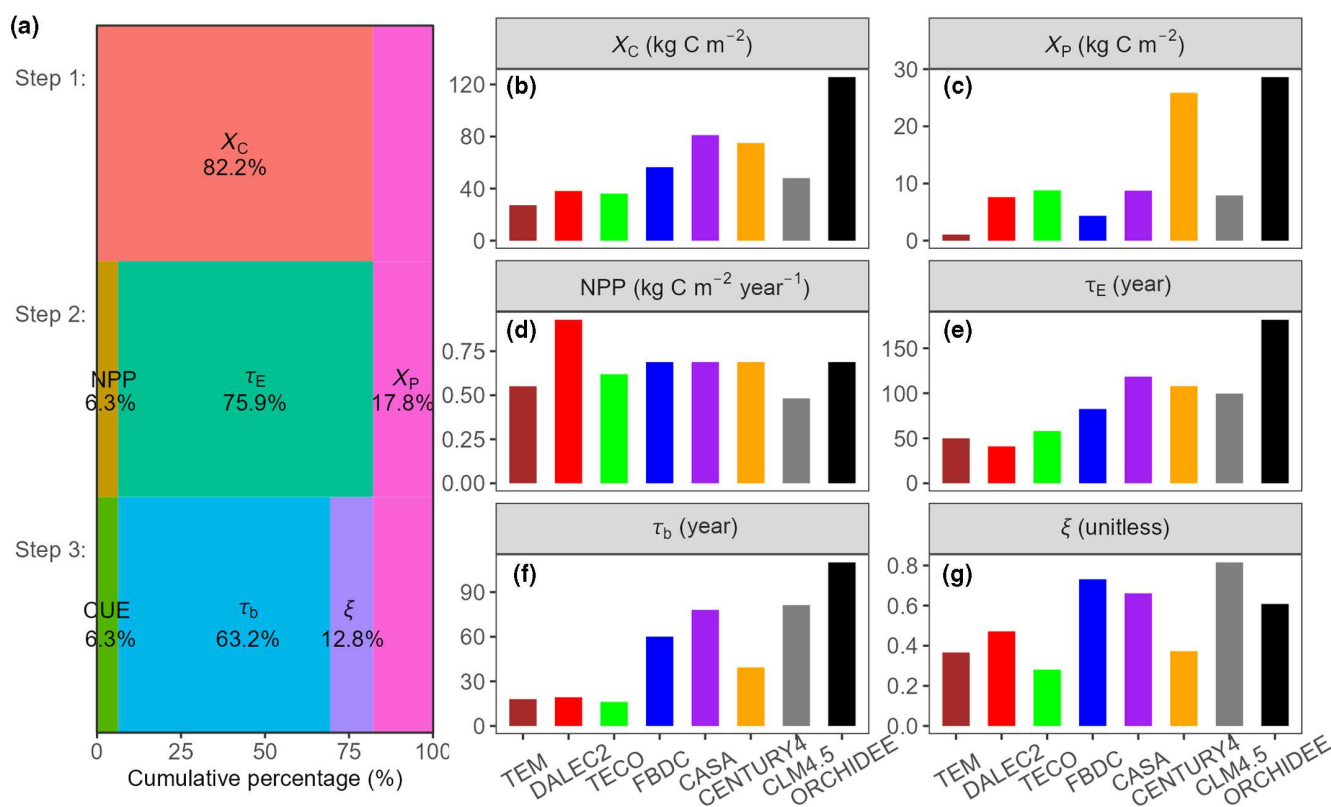 (a)
Step 1:
X_C
82.2%
Step 2:
NPP
6.3%
τ_E
75.9%
X_P
17.8%
Step 3:
CUE
6.3%
τ_b
63.2%
ξ
12.8%
0 25 50 75 100
Cumulative percentage (%)
X_C (kg C m⁻²)
(b)
120
80
40
0
X_P (kg C m⁻²)
(c)
30
20
10
0
NPP (kg C m⁻² year⁻¹)
(d)
0.75
0.50
0.25
0.00
τ_E (year)
(e)
150
100
50
0
τ_b (year)
(f)
90
60
30
0
TEM
DALEC2
TECO
FBDC
CASA
CENTURY4
CLM4.5
ORCHIDEE
ξ (unitless)
(g)
0.8
0.6
0.4
0.2
0.0
TEM
DALEC2
TECO
FBDC
CASA
CENTURY4
CLM4.5
ORCHIDEE